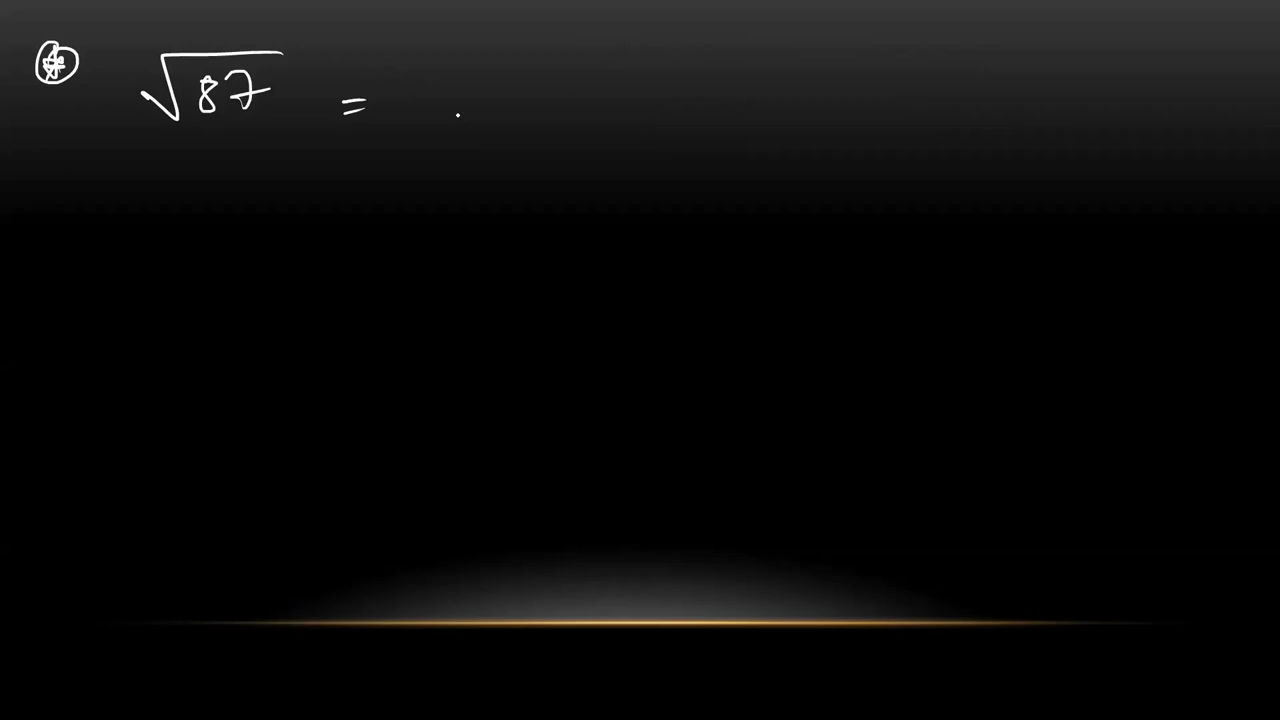 √87 =